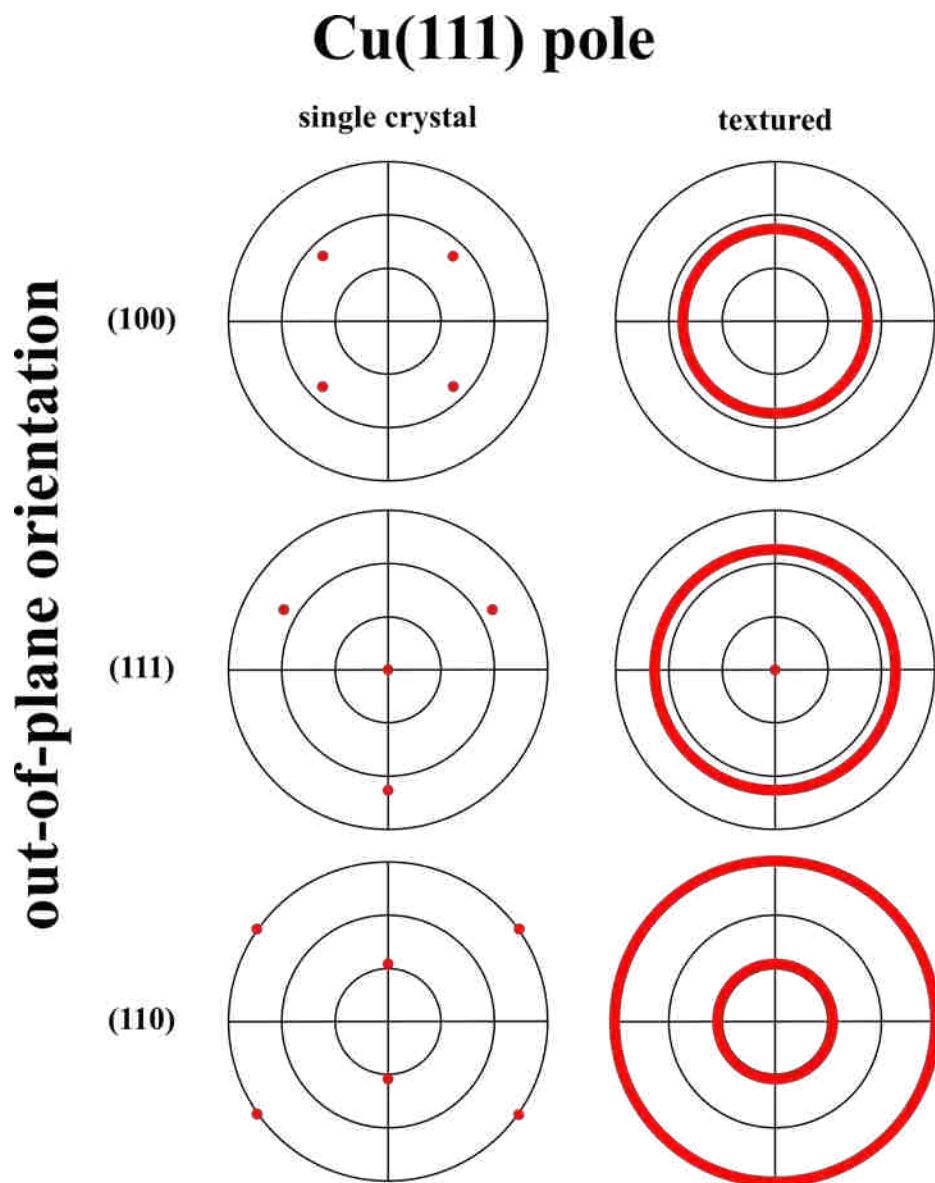 Cu(111) pole
single crystal
textured
out-of-plane orientation
(100)
(111)
(110)